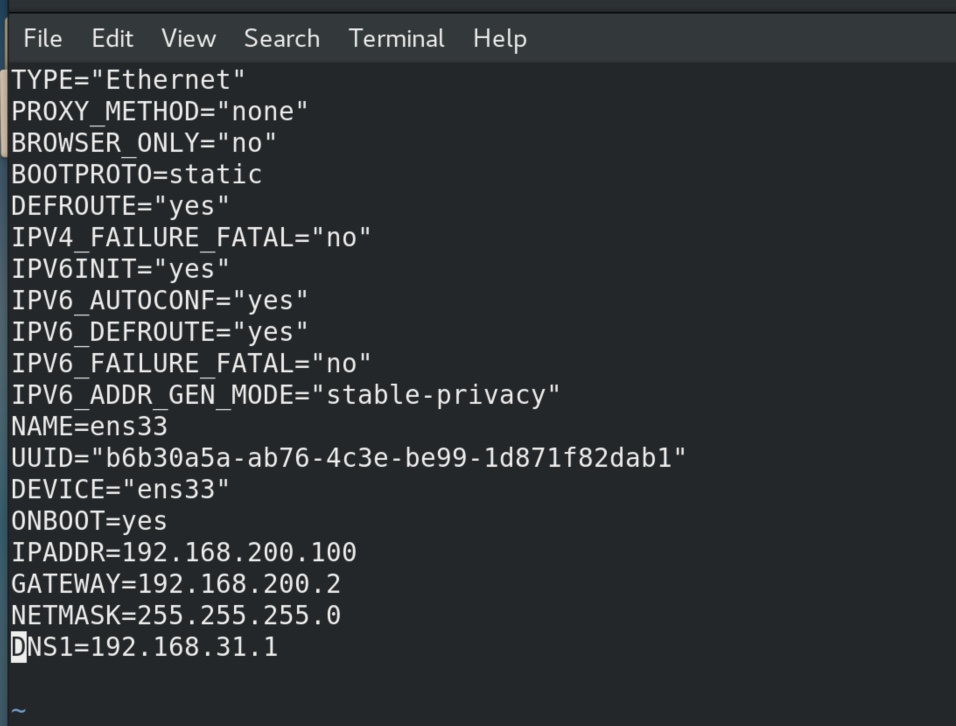 File Edit View Search Terminal Help
TYPE="Ethernet"
PROXY_METHOD="none"
BROWSER_ONLY="no"
BOOTPROTO=static
DEFROUTE="yes"
IPV4_FAILURE_FATAL="no"
IPV6INIT="yes"
IPV6_AUTOCONF="yes"
IPV6_DEFROUTE="yes"
IPV6_FAILURE_FATAL="no"
IPV6_ADDR_GEN_MODE="stable-privacy"
NAME=ens33
UUID="b6b30a5a-ab76-4c3e-be99-1d871f82dab1"
DEVICE="ens33"
ONBOOT=yes
IPADDR=192.168.200.100
GATEWAY=192.168.200.2
NETMASK=255.255.255.0
DNS1=192.168.31.1
~